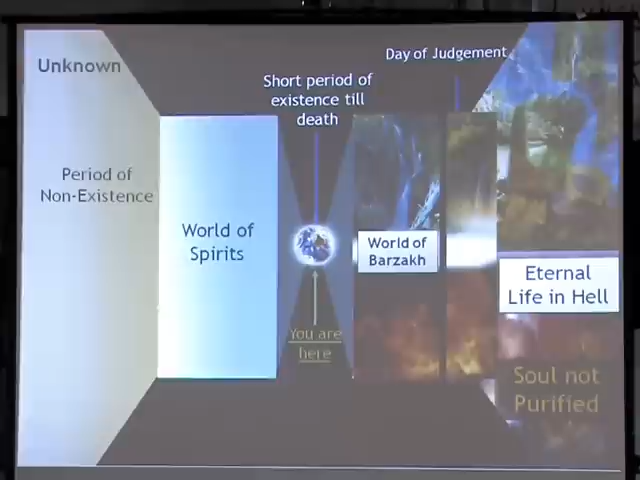 Unknown
Period of
Non-Existence
World of
Spirits
Short period of
existence till
death
You are
here
World of
Barzakh
Day of Judgement
Eternal
Life in Hell
Soul not
Purified